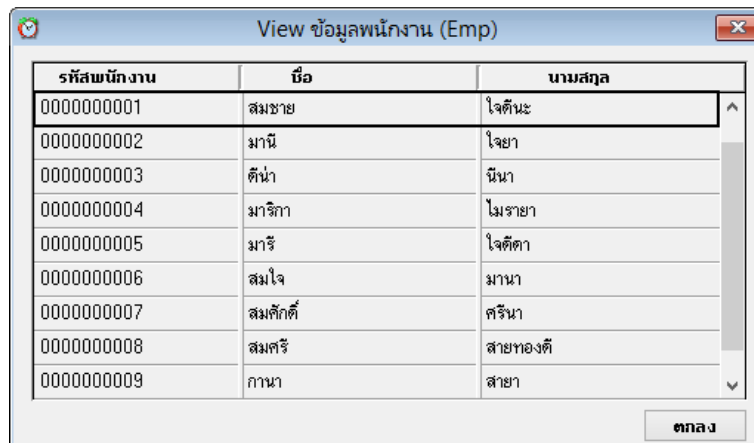 View ข้อมูลพนักงาน (Emp)
รหัสพนักงาน ชื่อ นามสกุล
0000000001 สมชาย ใจดีนะ
0000000002 มานี ใจยา
0000000003 ดีน่า นีนา
0000000004 มาริกา ไมรายา
0000000005 มารี ใจดีตา
0000000006 สมใจ มานา
0000000007 สมศักดิ์ ศรีนา
0000000008 สมศรี สายทองดี
0000000009 กานา สายา
ตกลง